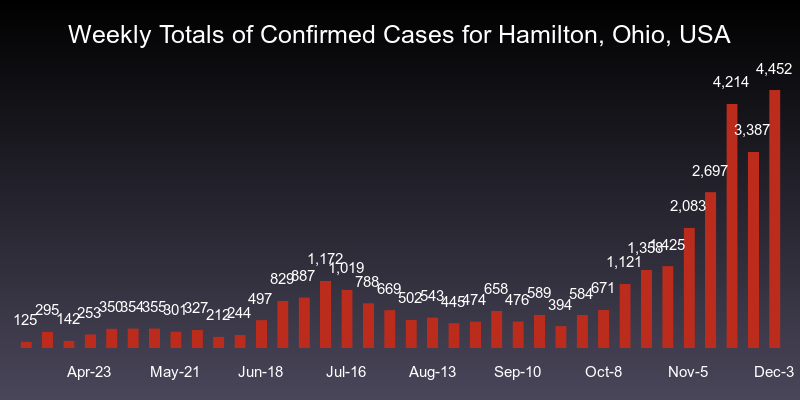 Weekly Totals of Confirmed Cases for Hamilton, Ohio, USA
125 295 142 253 350 354 355 301 327 212 244 497 829 887 1,172 1,019 788 669 502 543 445 474 658 476 589 394 584 671 1,121 1,358 1,425 2,083 2,697 4,214 3,387 4,452
Apr-23 May-21 Jun-18 Jul-16 Aug-13 Sep-10 Oct-8 Nov-5 Dec-3